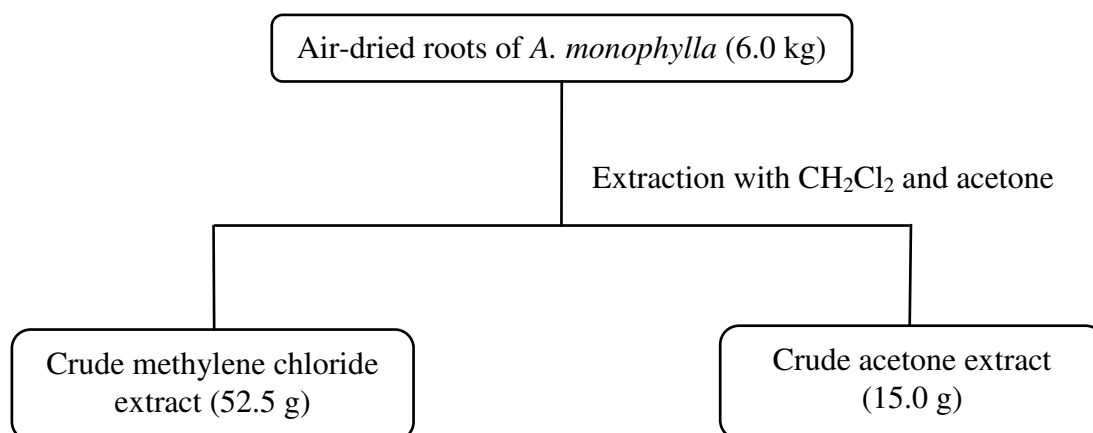 Air-dried roots of A. monophylla (6.0 kg)
Extraction with CH₂Cl₂ and acetone
Crude methylene chloride
extract (52.5 g)
Crude acetone extract
(15.0 g)